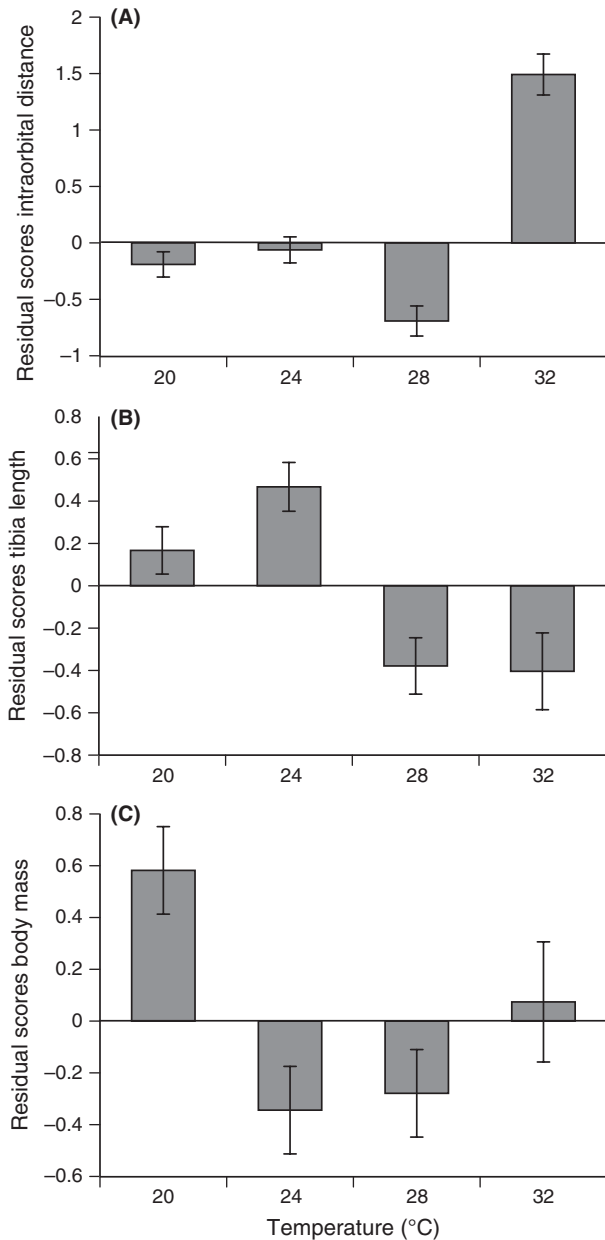 (A)
Residual scores intraorbital distance
2
1.5
1
0.5
0
−0.5
−1
20 24 28 32
(B)
Residual scores tibia length
0.8
0.6
0.4
0.2
0
−0.2
−0.4
−0.6
−0.8
20 24 28 32
(C)
Residual scores body mass
0.8
0.6
0.4
0.2
0
−0.2
−0.4
−0.6
20 24 28 32
Temperature (°C)